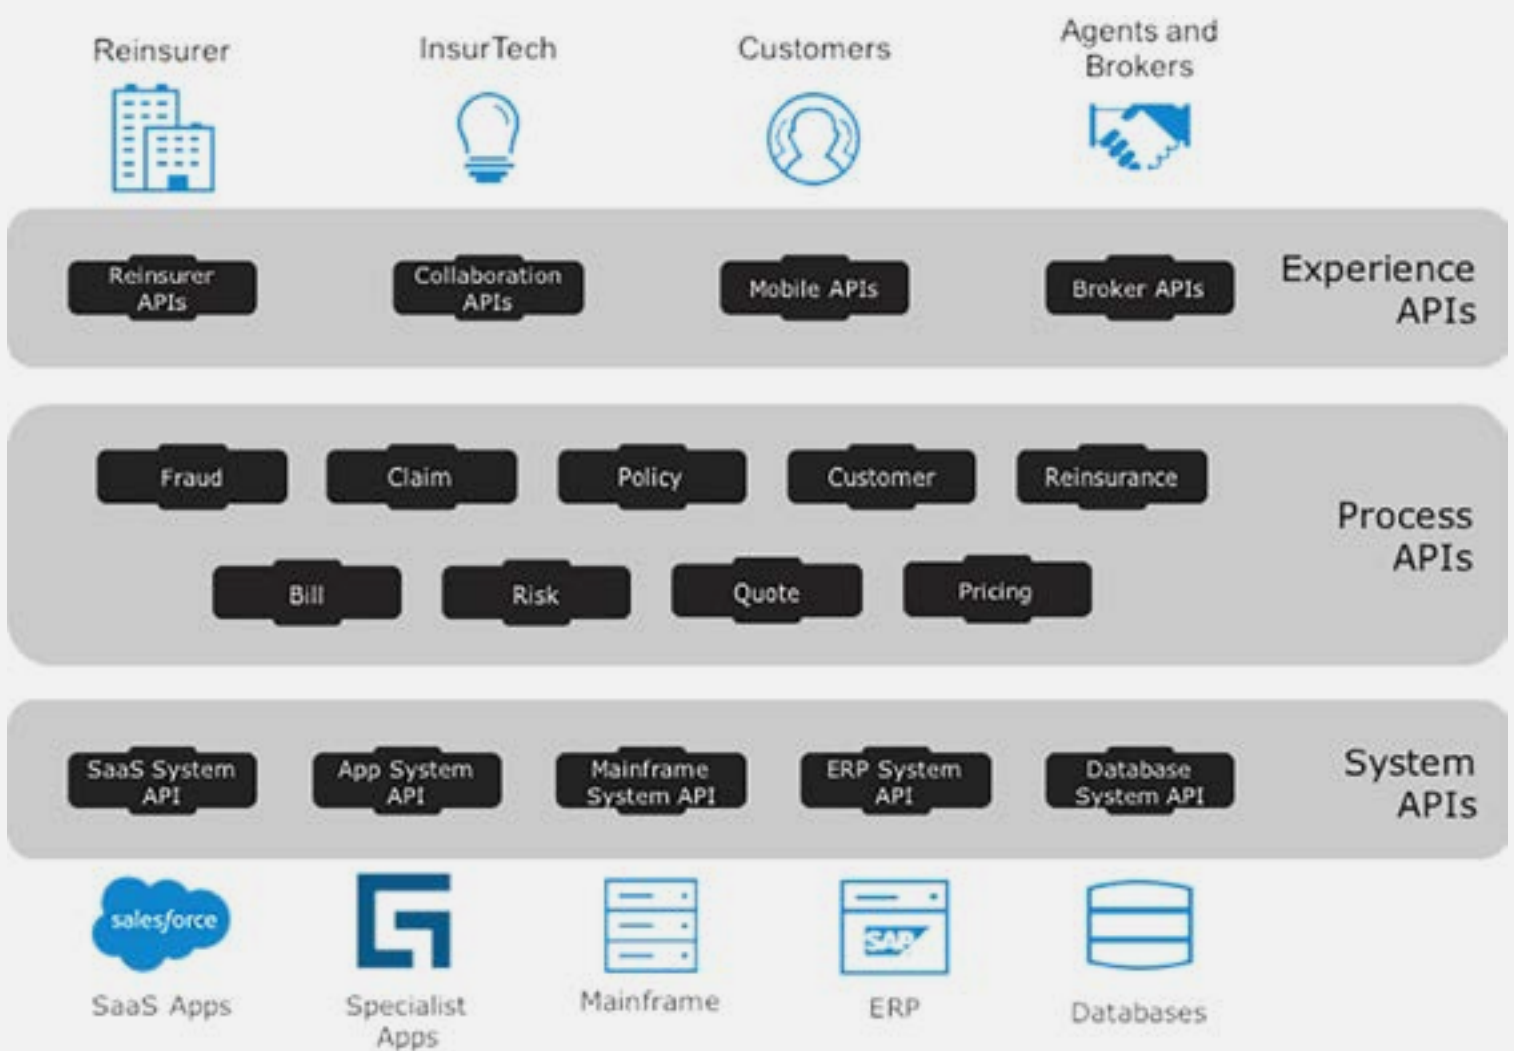 Reinsurer
InsurTech
Customers
Agents and
Brokers
Reinsurer
APIs
Collaboration
APIs
Mobile APIs
Broker APIs
Experience
APIs
Fraud
Claim
Policy
Customer
Reinsurance
Bill
Risk
Quote
Pricing
Process
APIs
SaaS System
API
App System
API
Mainframe
System API
ERP System
API
Database
System API
System
APIs
salesforce
SAP
SaaS Apps
Specialist
Apps
Mainframe
ERP
Databases